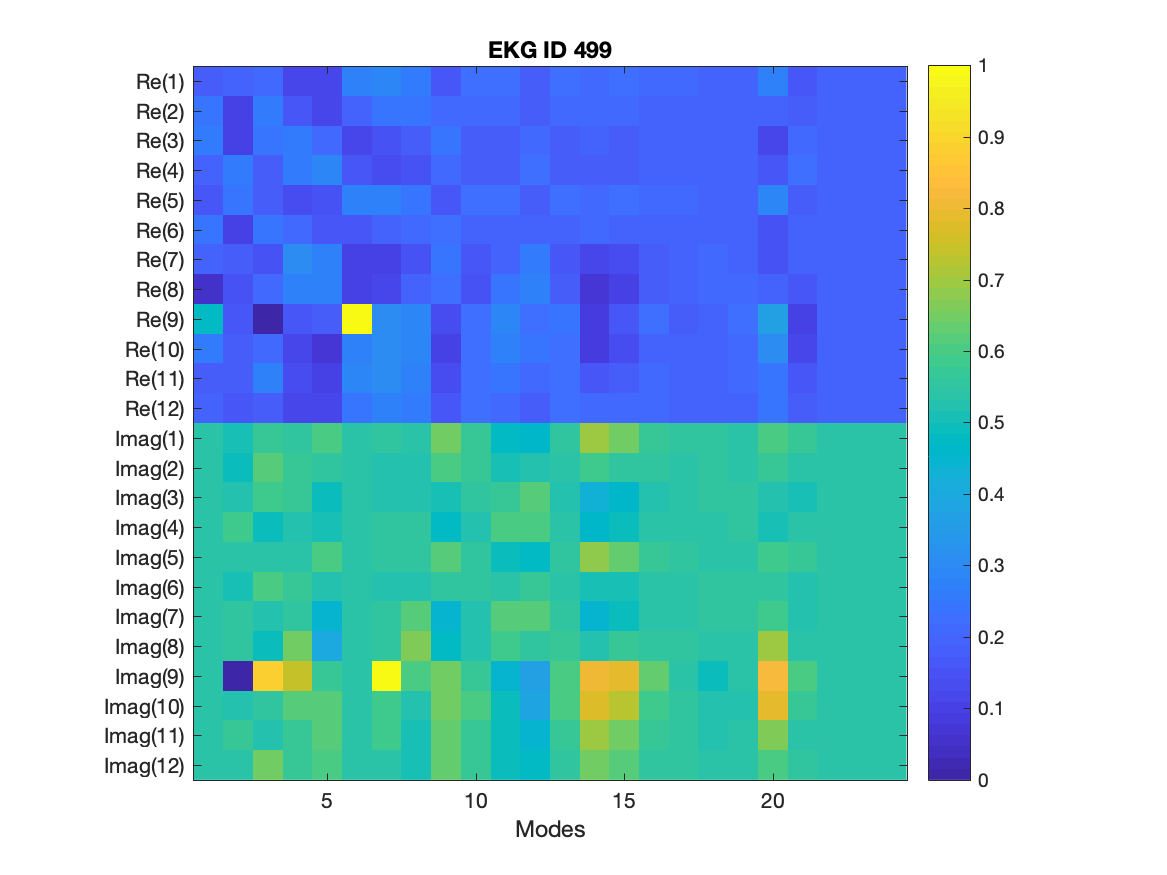 EKG ID 499
Re(1)
Re(2)
Re(3)
Re(4)
Re(5)
Re(6)
Re(7)
Re(8)
Re(9)
Re(10)
Re(11)
Re(12)
Imag(1)
Imag(2)
Imag(3)
Imag(4)
Imag(5)
Imag(6)
Imag(7)
Imag(8)
Imag(9)
Imag(10)
Imag(11)
Imag(12)
5 10 15 20
Modes
1
0.9
0.8
0.7
0.6
0.5
0.4
0.3
0.2
0.1
0